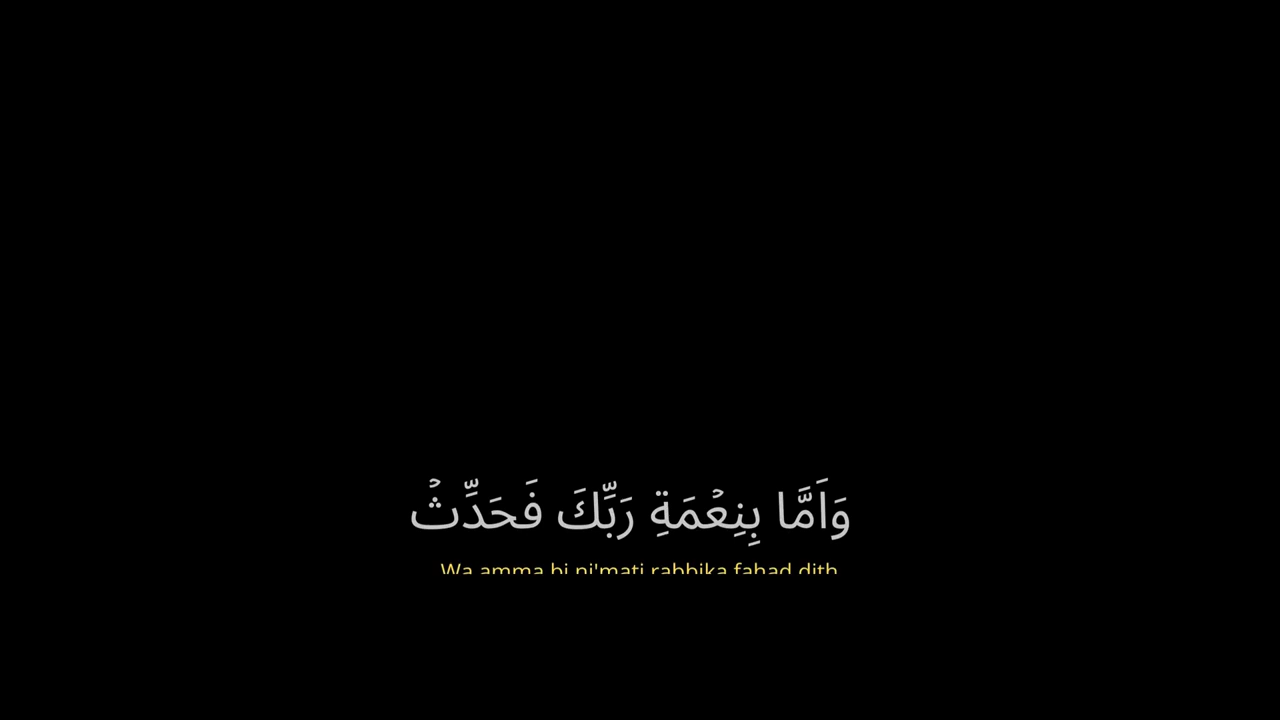 وَاَمَّا بِنِعۡمَةِ رَبِّكَ فَحَدِّثۡ
Wa amma bi ni'mati rabbika fahad dith